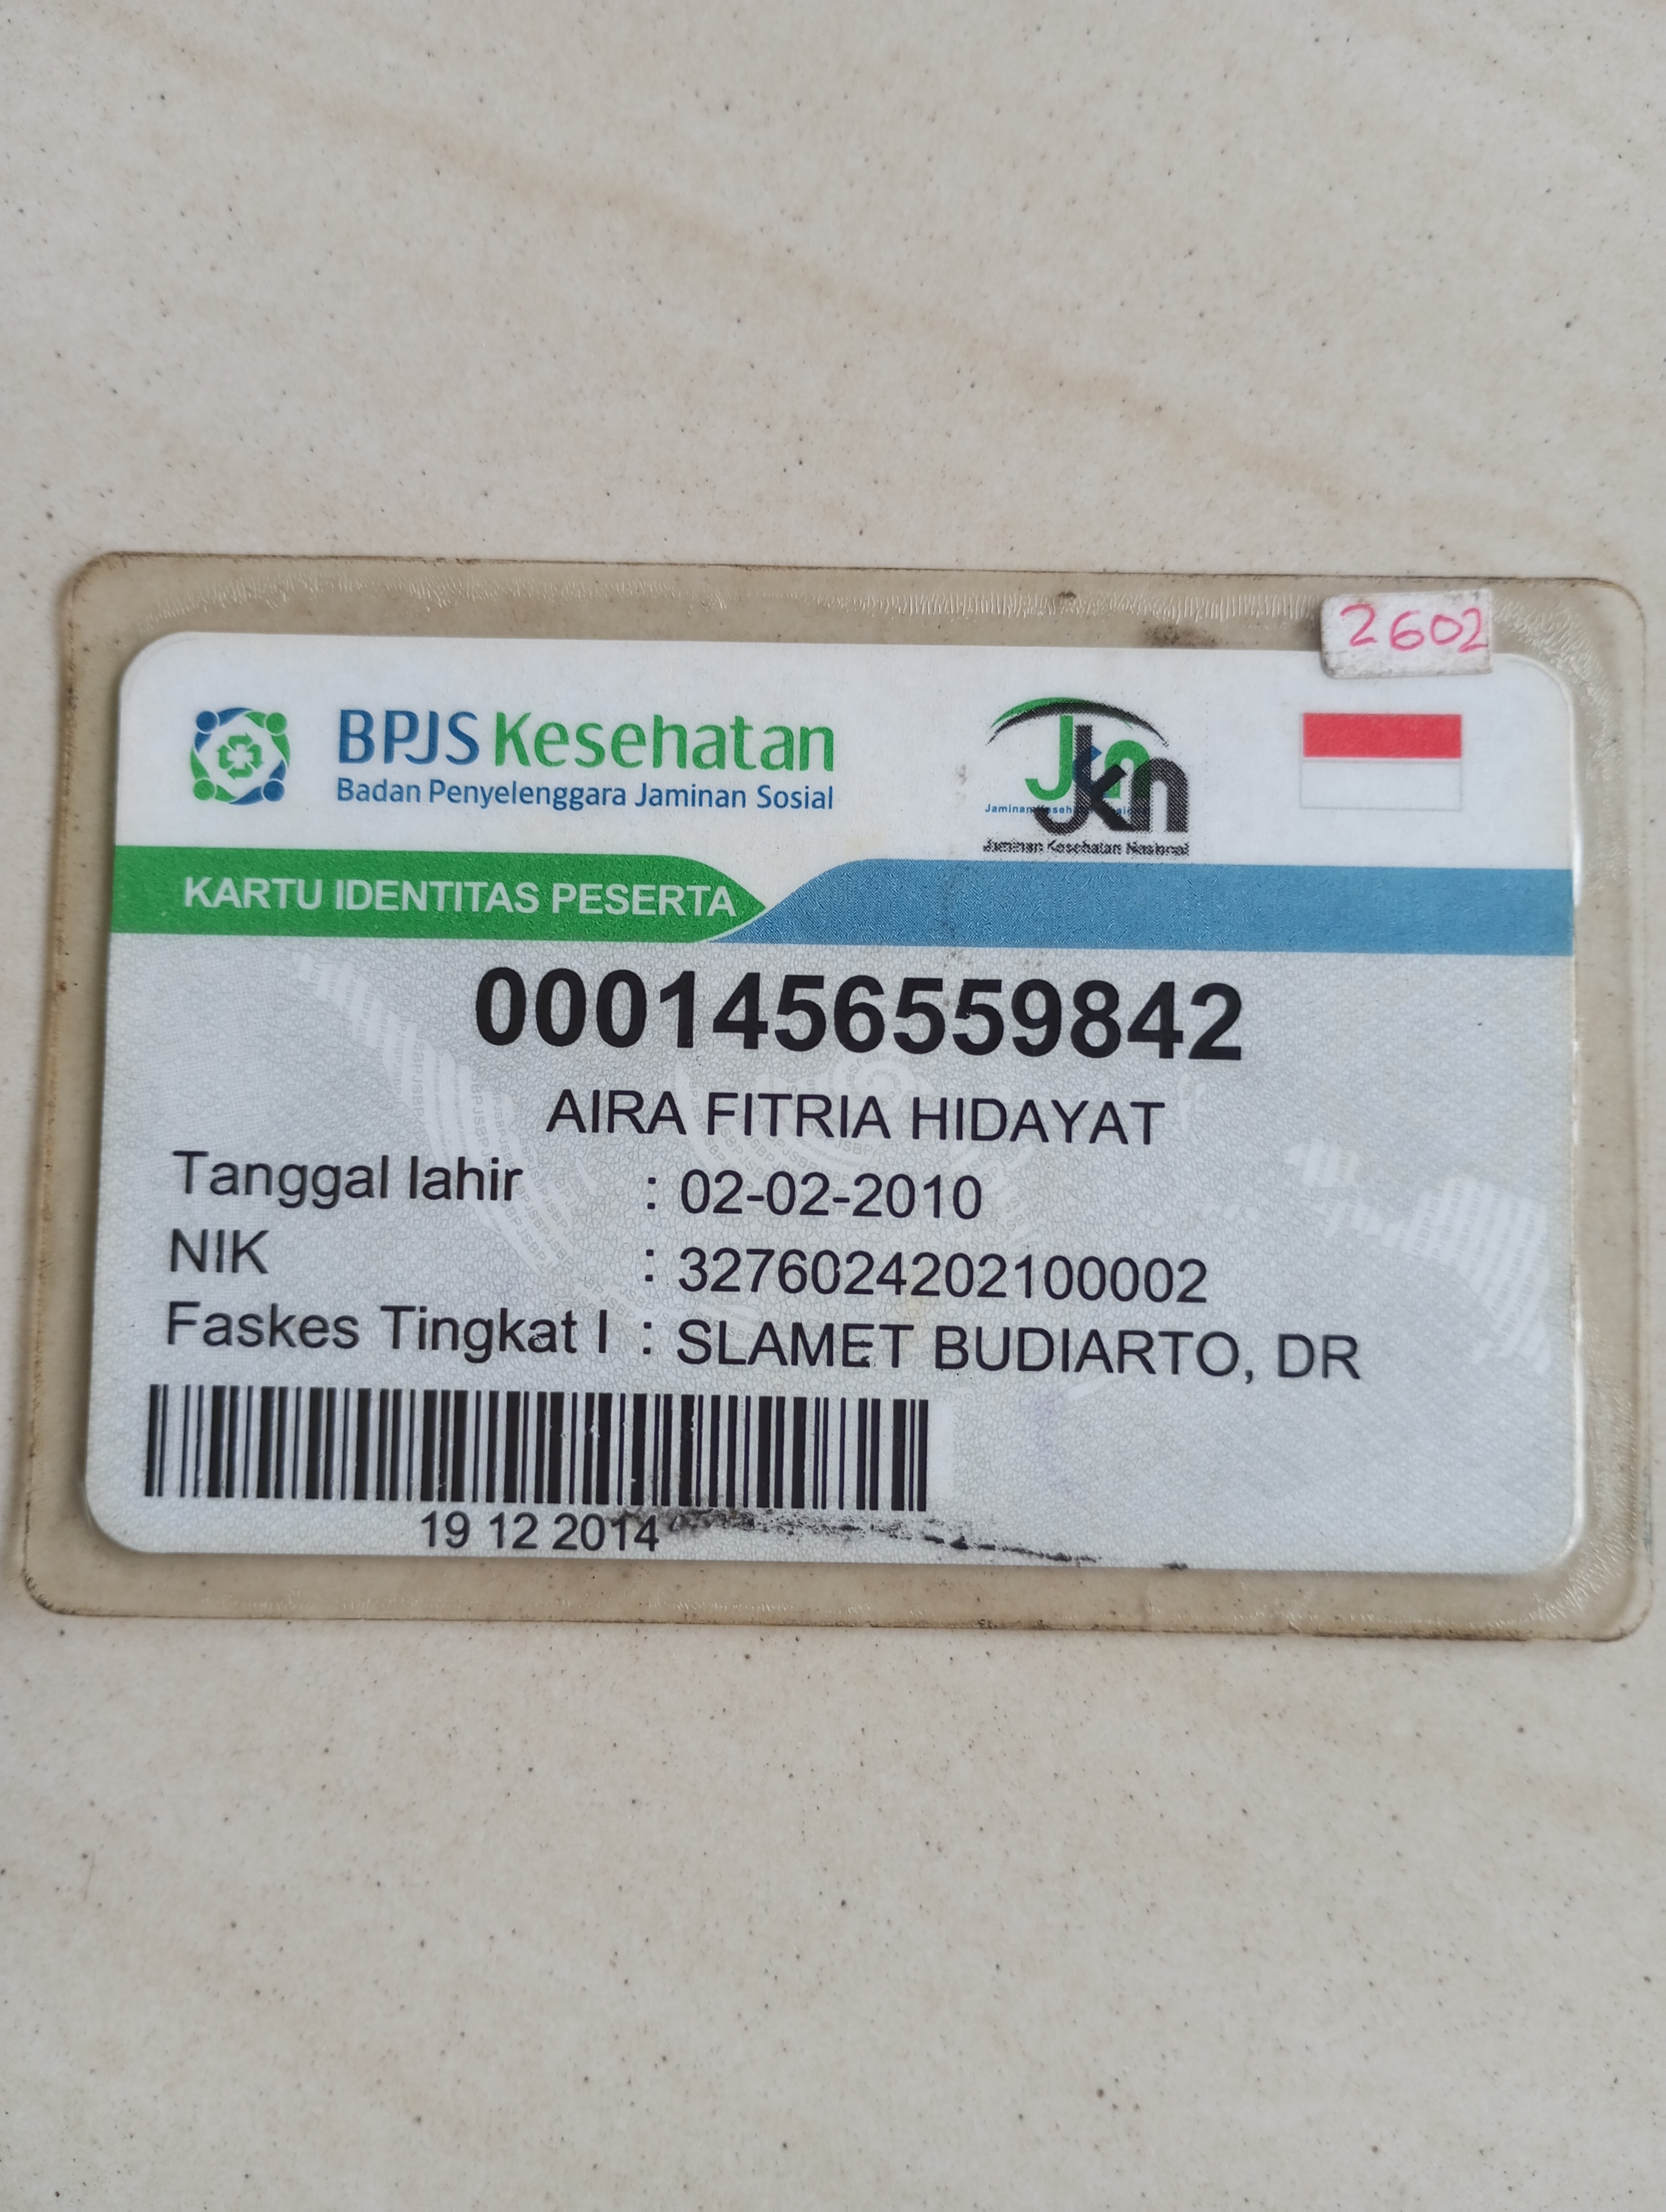 2602
BPJS Kesehatan
Badan Penyelenggara Jaminan Sosial
Jkn
Jaminan Kesehatan Nasional
KARTU IDENTITAS PESERTA
0001456559842
AIRA FITRIA HIDAYAT
Tanggal lahir : 02-02-2010
NIK : 3276024202100002
Faskes Tingkat I : SLAMET BUDIARTO, DR
19 12 2014